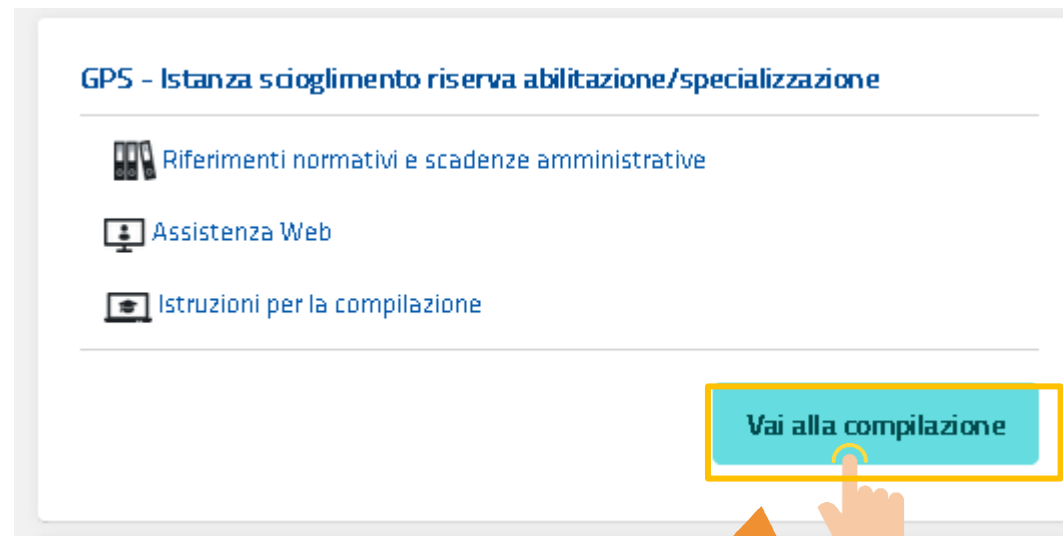 GPS - Istanza scioglimento riserva abilitazione/specializzazione
Riferimenti normativi e scadenze amministrative
Assistenza Web
Istruzioni per la compilazione
Vai alla compilazione